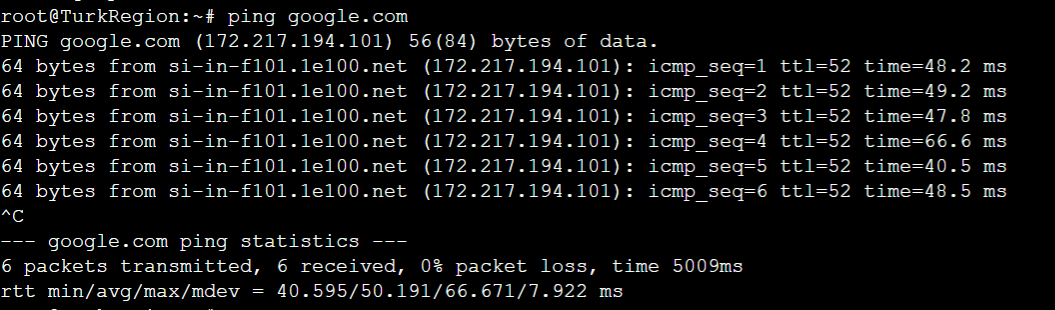 root@TurkRegion:~# ping google.com
PING google.com (172.217.194.101) 56(84) bytes of data.
64 bytes from si-in-f101.1e100.net (172.217.194.101): icmp_seq=1 ttl=52 time=48.2 ms
64 bytes from si-in-f101.1e100.net (172.217.194.101): icmp_seq=2 ttl=52 time=49.2 ms
64 bytes from si-in-f101.1e100.net (172.217.194.101): icmp_seq=3 ttl=52 time=47.8 ms
64 bytes from si-in-f101.1e100.net (172.217.194.101): icmp_seq=4 ttl=52 time=66.6 ms
64 bytes from si-in-f101.1e100.net (172.217.194.101): icmp_seq=5 ttl=52 time=40.5 ms
64 bytes from si-in-f101.1e100.net (172.217.194.101): icmp_seq=6 ttl=52 time=48.5 ms
^C
--- google.com ping statistics ---
6 packets transmitted, 6 received, 0% packet loss, time 5009ms
rtt min/avg/max/mdev = 40.595/50.191/66.671/7.922 ms